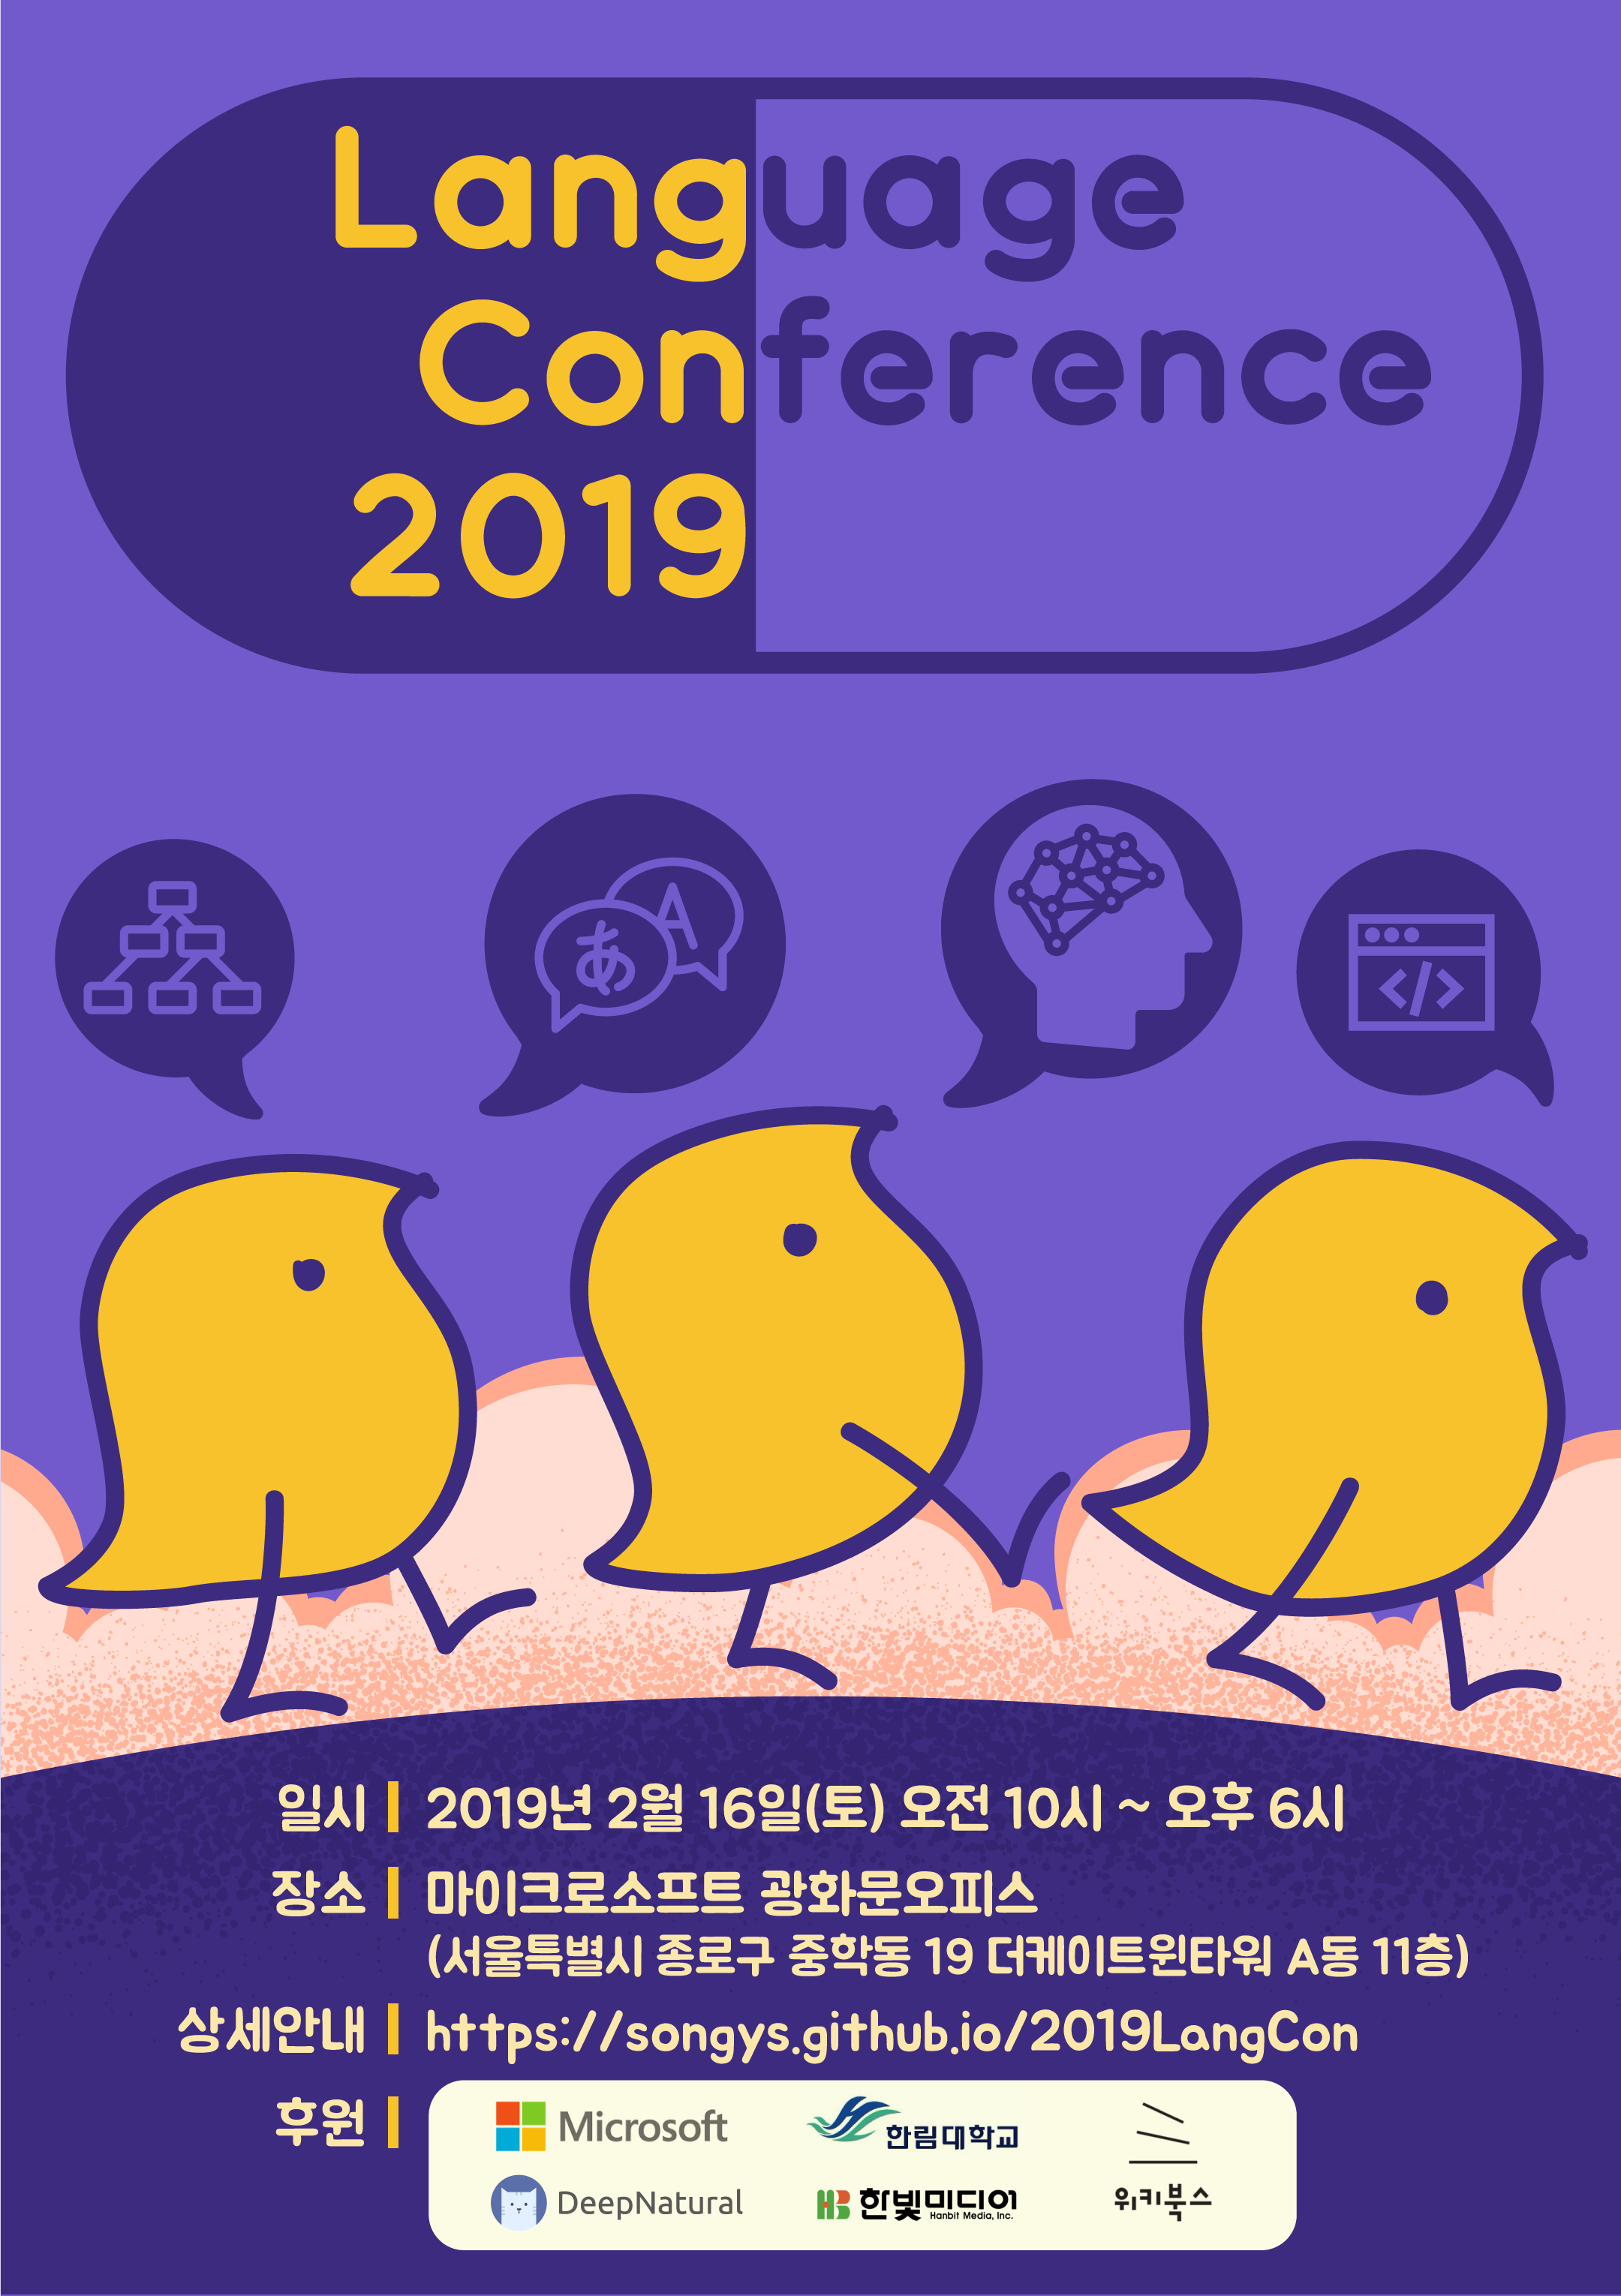 Language
Conference
2019
あ A
</>
일시 2019년 2월 16일(토) 오전 10시 ~ 오후 6시
장소 마이크로소프트 광화문오피스
(서울특별시 종로구 중학동 19 더케이트윈타워 A동 11층)
상세안내 https://songys.github.io/2019LangCon
후원
Microsoft 한림대학교
DeepNatural HB 한빛미디어 위키북스
Hanbit Media, Inc.